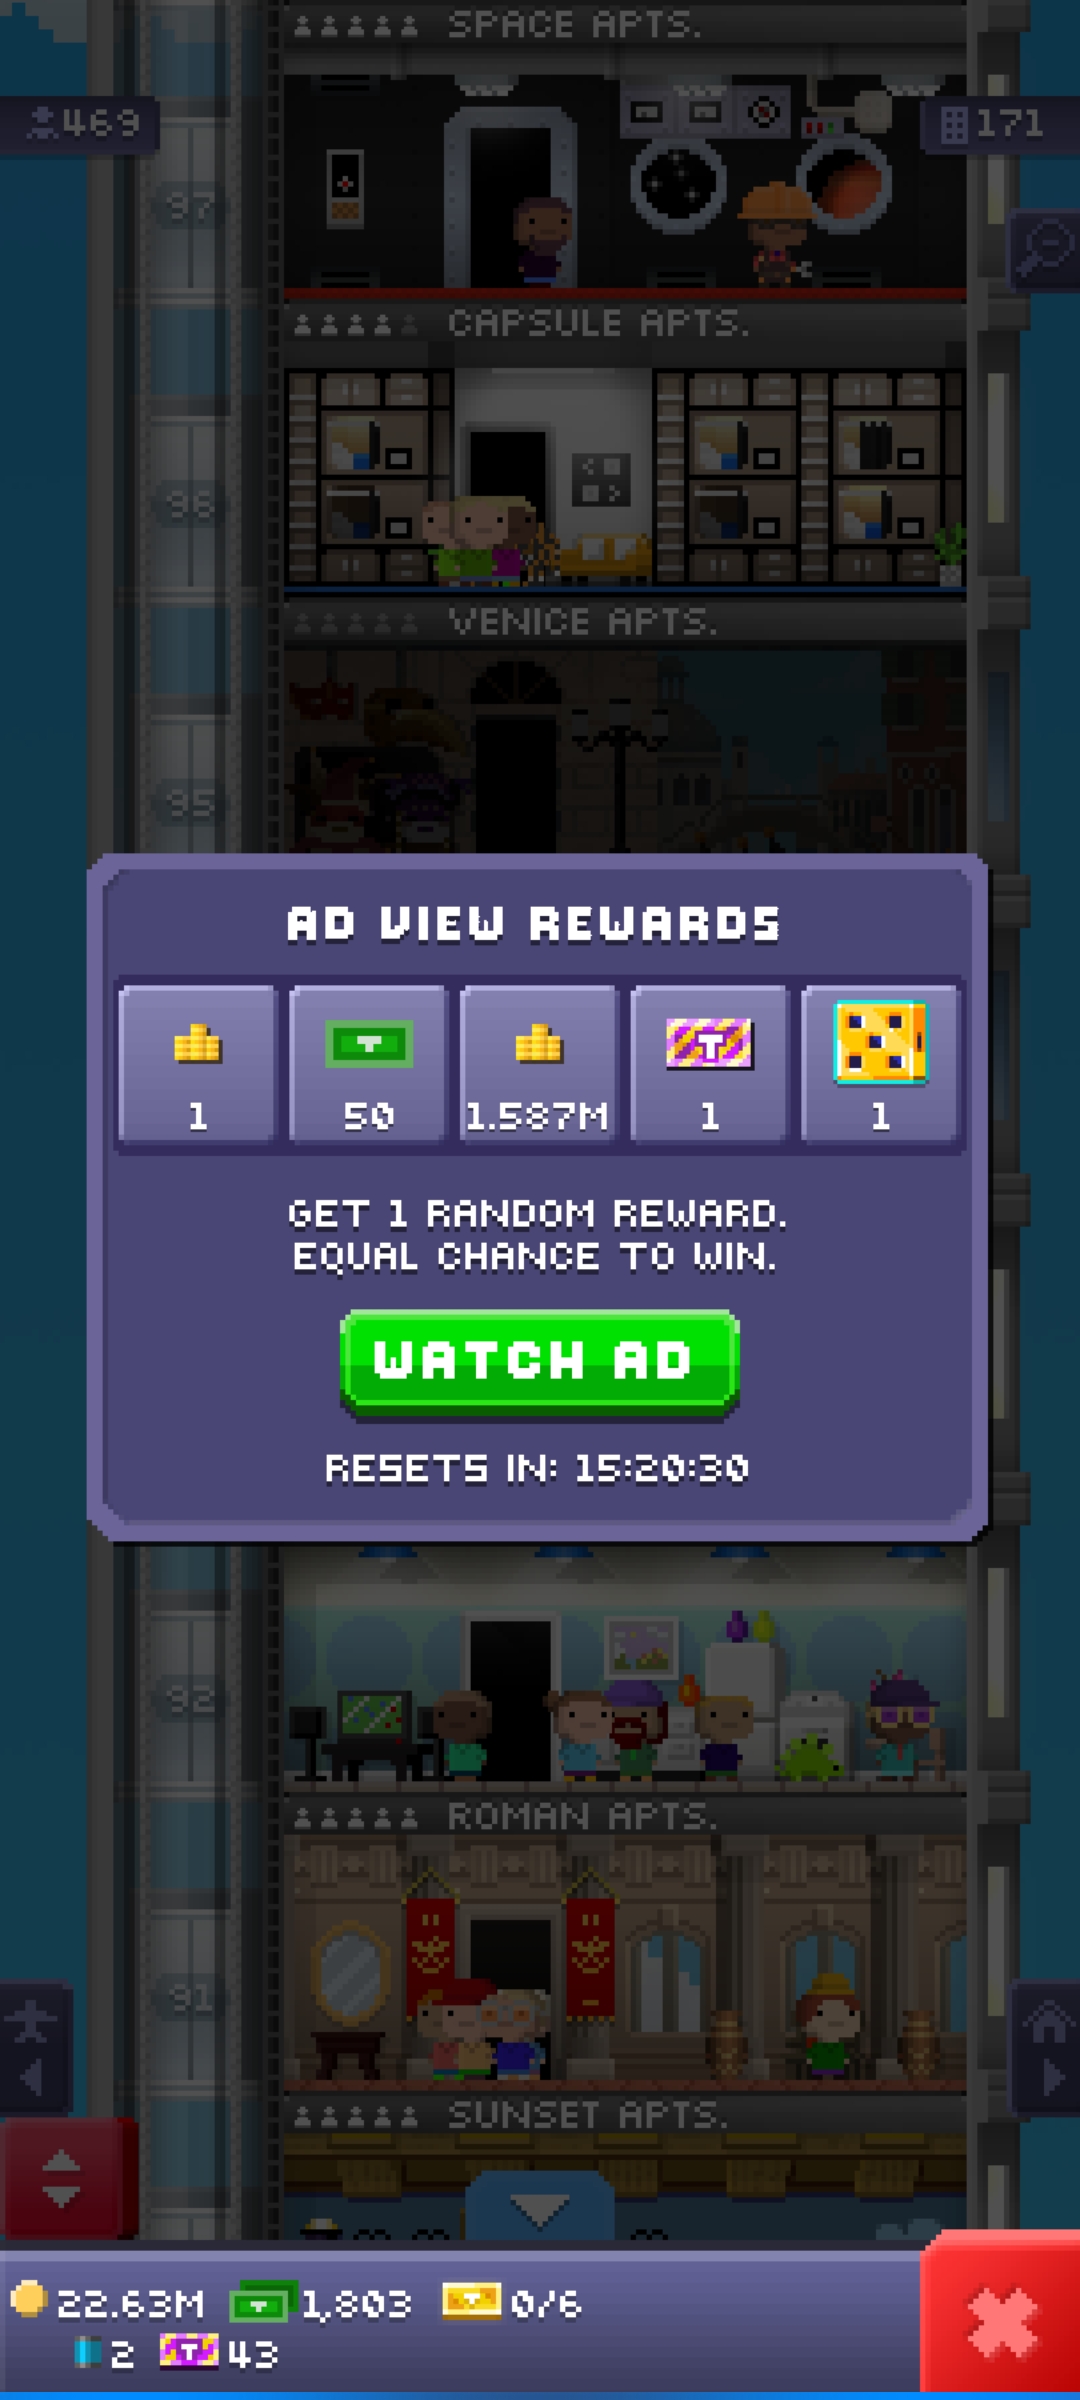 SPACE APTS.
469
171
97
CAPSULE APTS.
96
VENICE APTS.
95
AD VIEW REWARDS
1
50
1.587M
1
1
GET 1 RANDOM REWARD.
EQUAL CHANCE TO WIN.
WATCH AD
RESETS IN: 15:20:30
92
ROMAN APTS.
91
SUNSET APTS.
22.63M
1,803
0/6
2
43